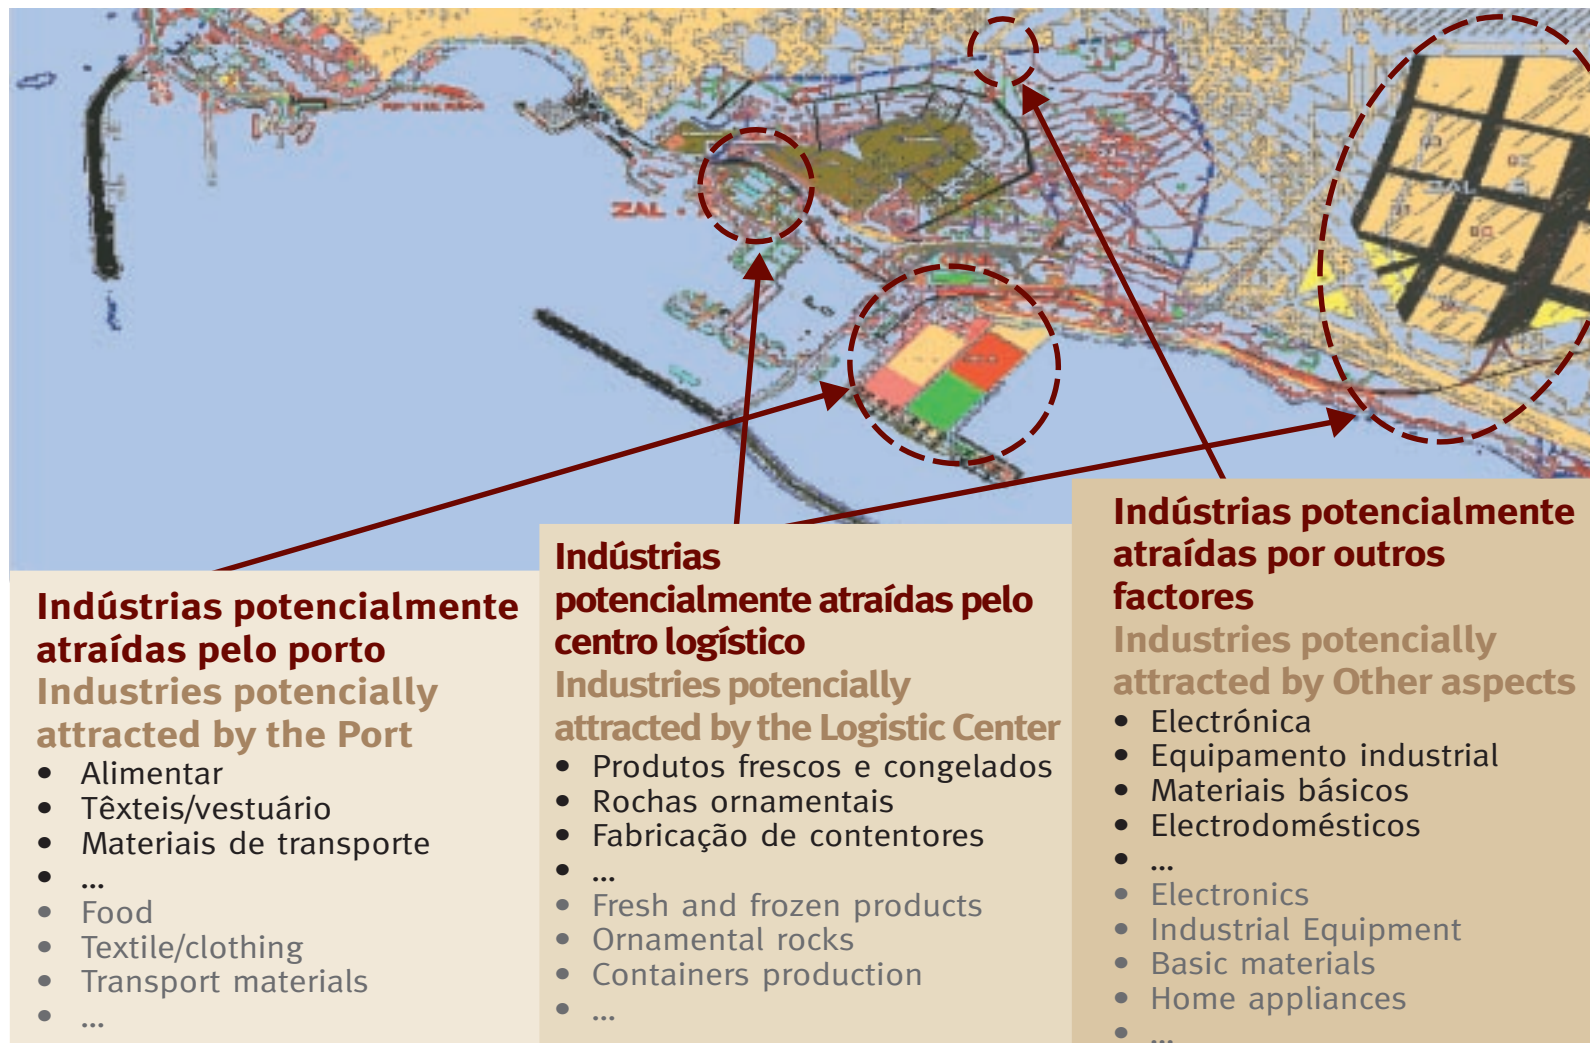 ZAL -
ZAL
Indústrias potencialmente
atraídas pelo porto
Industries potencially
attracted by the Port
• Alimentar
• Têxteis/vestuário
• Materiais de transporte
• ...
• Food
• Textile/clothing
• Transport materials
• ...
Indústrias
potencialmente atraídas pelo
centro logístico
Industries potencially
attracted by the Logistic Center
• Produtos frescos e congelados
• Rochas ornamentais
• Fabricação de contentores
• ...
• Fresh and frozen products
• Ornamental rocks
• Containers production
• ...
Indústrias potencialmente
atraídas por outros
factores
Industries potencially
attracted by Other aspects
• Electrónica
• Equipamento industrial
• Materiais básicos
• Electrodomésticos
• ...
• Electronics
• Industrial Equipment
• Basic materials
• Home appliances
• ...